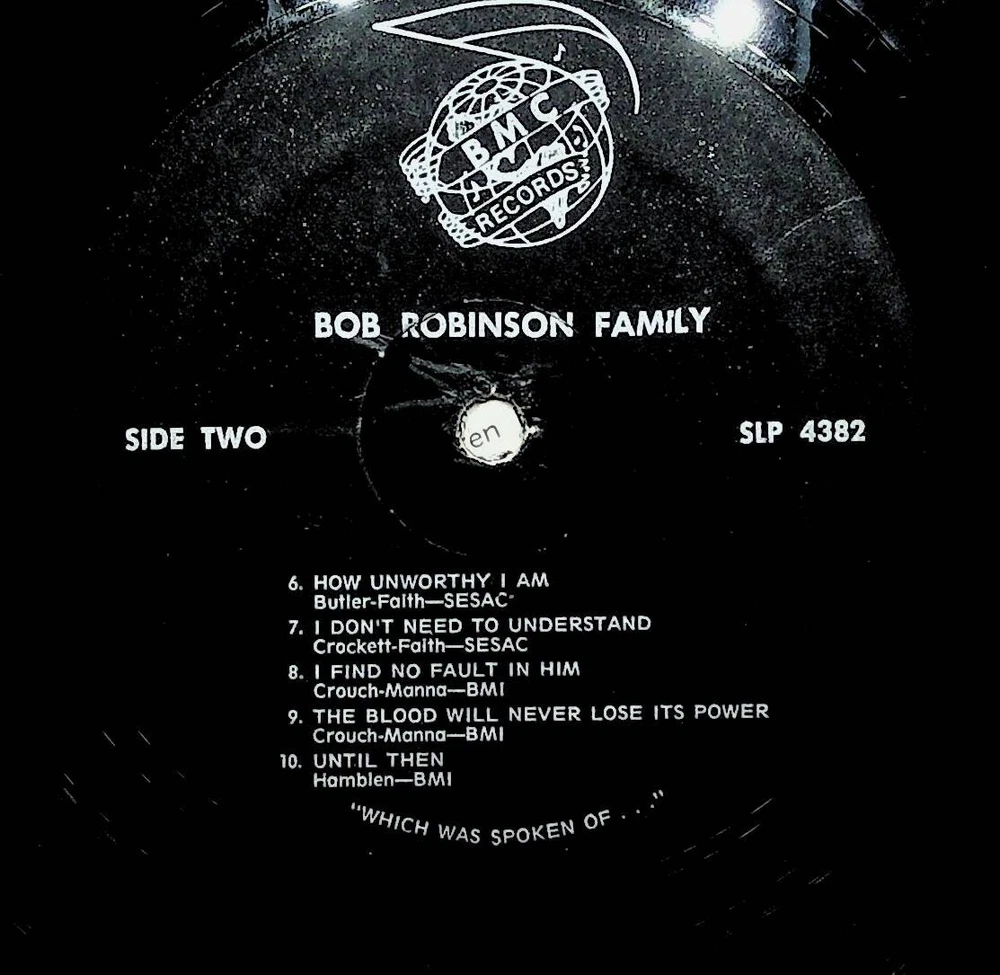 BMC
RECORDS
BOB ROBINSON FAMILY
SIDE TWO
en
SLP 4382
6. HOW UNWORTHY I AM
Butler-Faith—SESAC
7. I DON'T NEED TO UNDERSTAND
Crockett-Faith—SESAC
8. I FIND NO FAULT IN HIM
Crouch-Manna—BMI
9. THE BLOOD WILL NEVER LOSE ITS POWER
Crouch-Manna—BMI
10. UNTIL THEN
Hamblen—BMI
"WHICH WAS SPOKEN OF . . ."